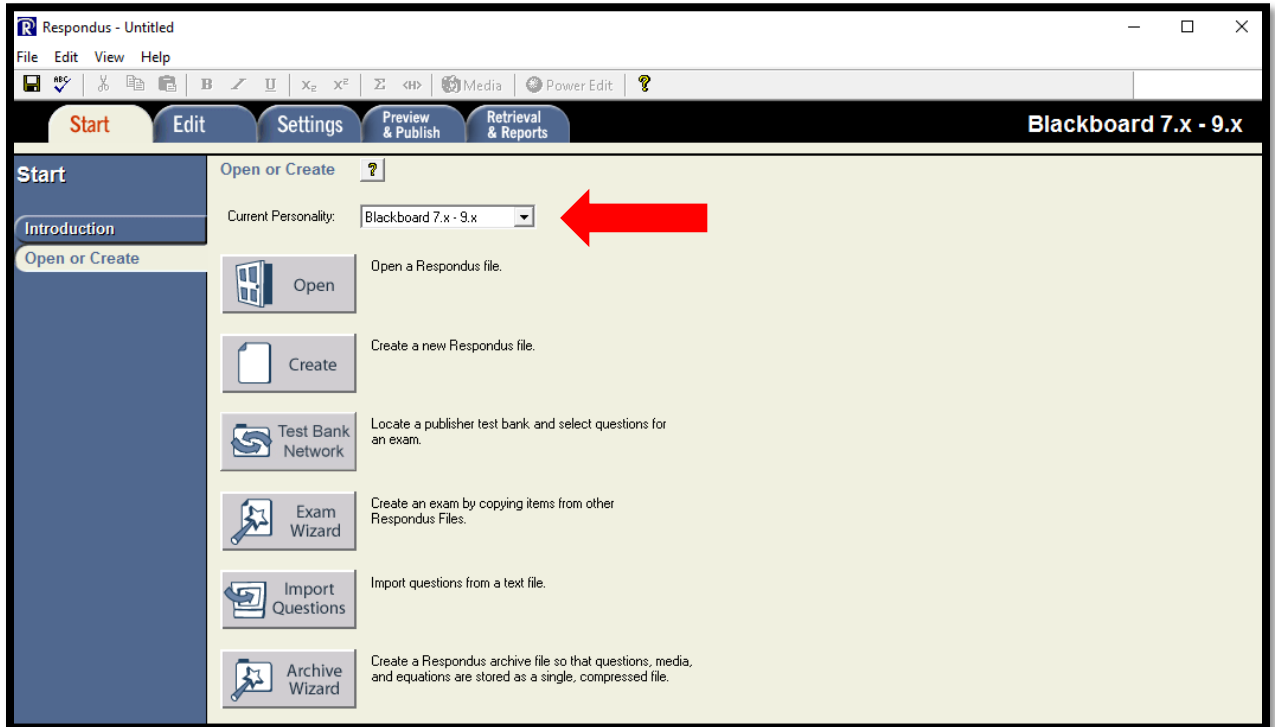 Respondus - Untitled
File Edit View Help
ABC B I U X₂ X² Σ <H> Media Power Edit ?
Start Edit Settings Preview & Publish Retrieval & Reports Blackboard 7.x - 9.x
Start
Introduction
Open or Create
Open or Create ?
Current Personality: Blackboard 7.x - 9.x
Open
Open a Respondus file.
Create
Create a new Respondus file.
Test Bank
Network
Locate a publisher test bank and select questions for
an exam.
Exam
Wizard
Create an exam by copying items from other
Respondus Files.
Import
Questions
Import questions from a text file.
Archive
Wizard
Create a Respondus archive file so that questions, media,
and equations are stored as a single, compressed file.